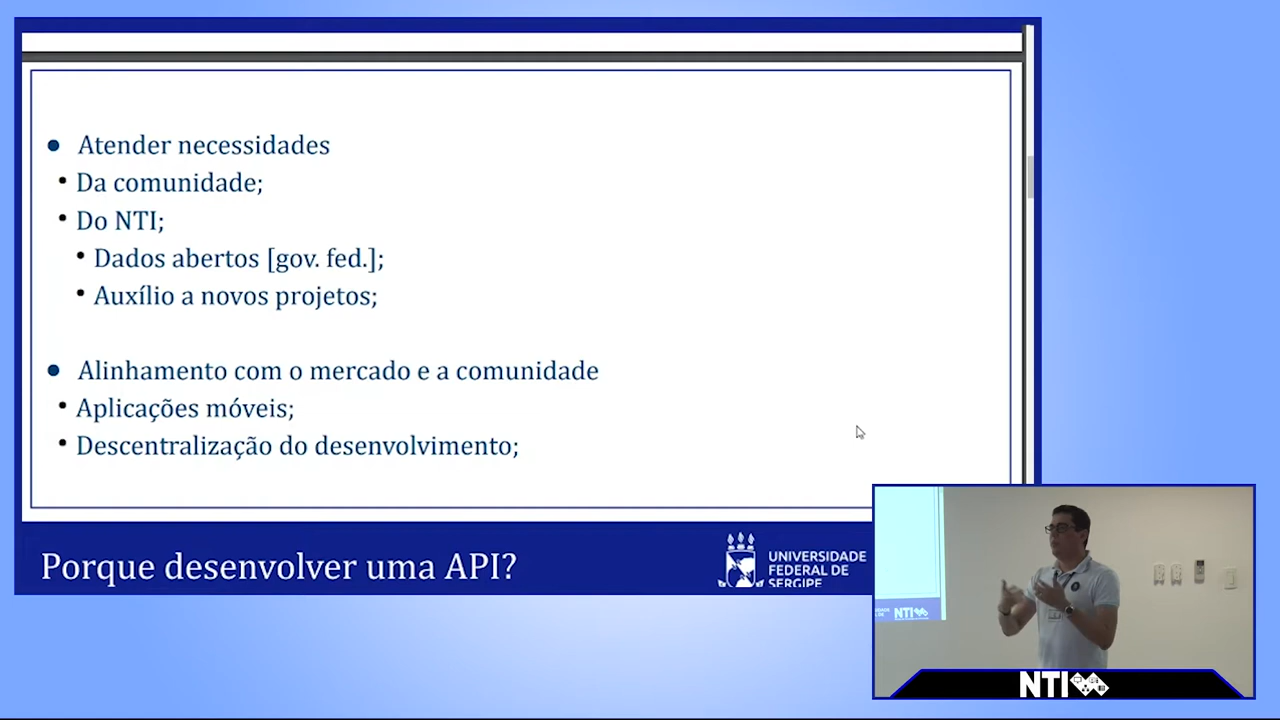 ● Atender necessidades
• Da comunidade;
• Do NTI;
• Dados abertos [gov. fed.];
• Auxílio a novos projetos;
● Alinhamento com o mercado e a comunidade
• Aplicações móveis;
• Descentralização do desenvolvimento;
Porque desenvolver uma API?
UNIVERSIDADE
FEDERAL DE
SERGIPE
NTI
NTI